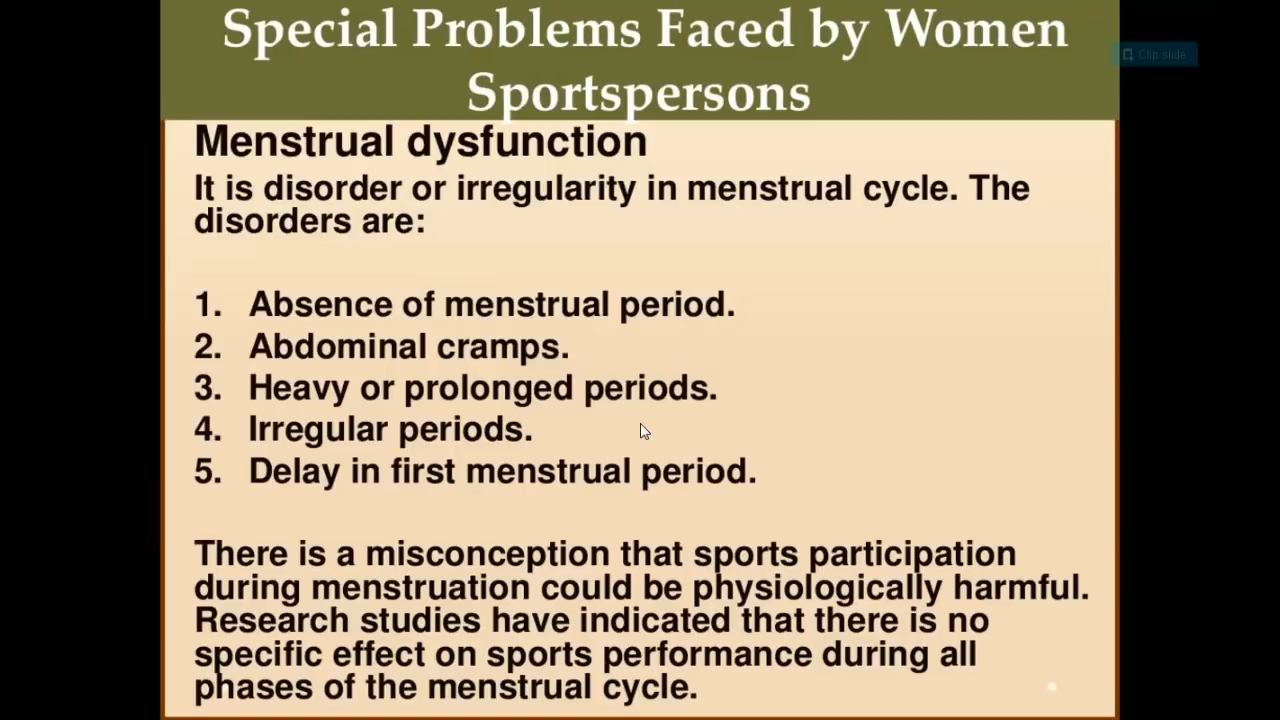 Special Problems Faced by Women
Sportspersons
Clip slide
Menstrual dysfunction
It is disorder or irregularity in menstrual cycle. The
disorders are:
1. Absence of menstrual period.
2. Abdominal cramps.
3. Heavy or prolonged periods.
4. Irregular periods.
5. Delay in first menstrual period.
There is a misconception that sports participation
during menstruation could be physiologically harmful.
Research studies have indicated that there is no
specific effect on sports performance during all
phases of the menstrual cycle.